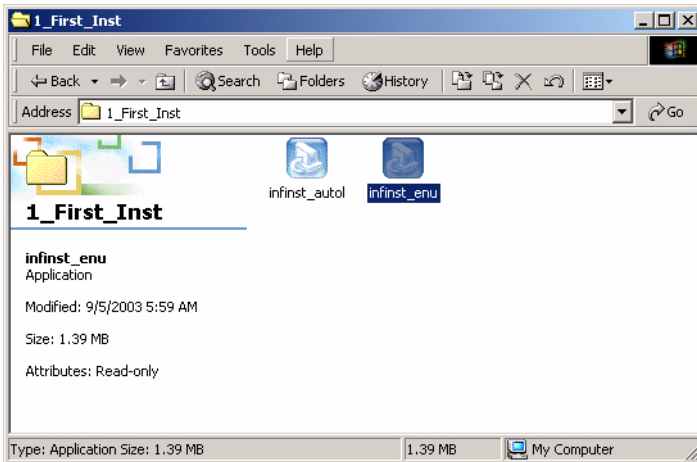 1_First_Inst
File Edit View Favorites Tools Help
Back Search Folders History
Address 1_First_Inst Go
infinst_autol infinst_enu
1_First_Inst
infinst_enu
Application
Modified: 9/5/2003 5:59 AM
Size: 1.39 MB
Attributes: Read-only
Type: Application Size: 1.39 MB 1.39 MB My Computer